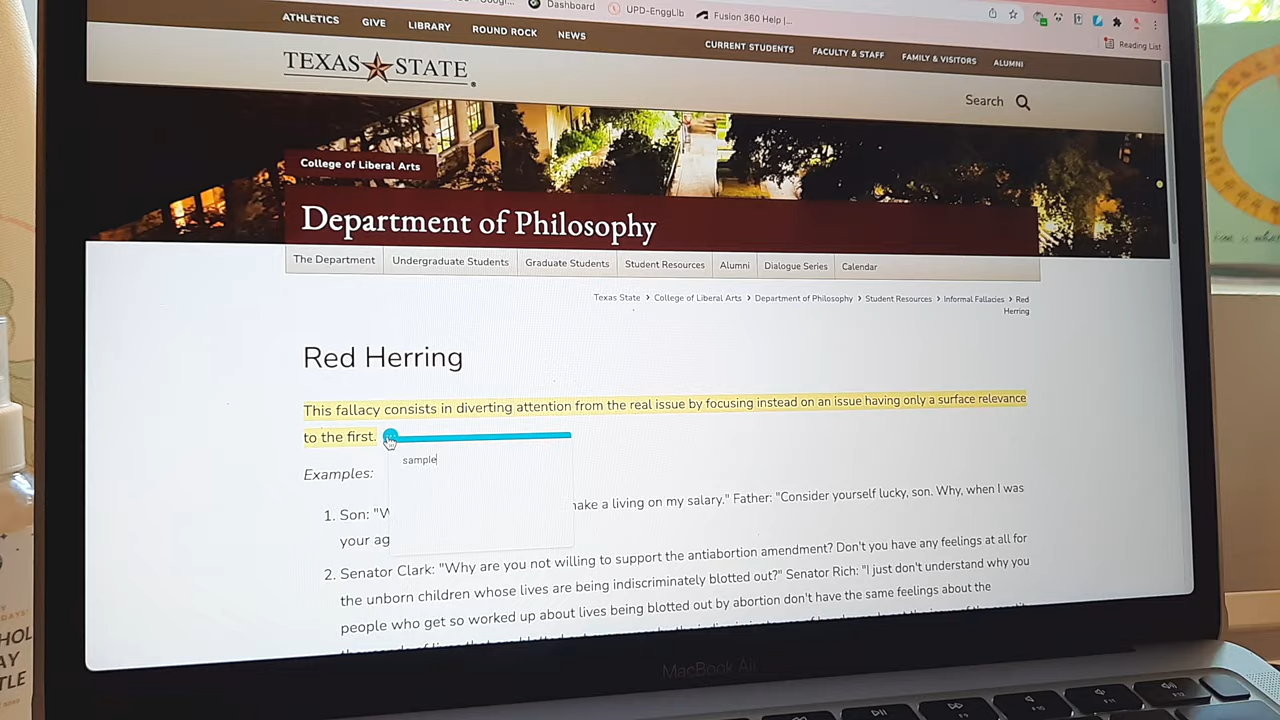 Dashboard
UPD-EnggLib
Fusion 360 Help |...
Reading List
ATHLETICS GIVE LIBRARY ROUND ROCK NEWS
CURRENT STUDENTS FACULTY & STAFF FAMILY & VISITORS ALUMNI
TEXAS STATE
Search
College of Liberal Arts
Department of Philosophy
The Department Undergraduate Students Graduate Students Student Resources Alumni Dialogue Series Calendar
Texas State > College of Liberal Arts > Department of Philosophy > Student Resources > Informal Fallacies > Red
Herring
Red Herring
This fallacy consists in diverting attention from the real issue by focusing instead on an issue having only a surface relevance
to the first.
sample
Examples:
1. Son: "W ake a living on my salary." Father: "Consider yourself lucky, son. Why, when I was
your ag
2. Senator Clark: "Why are you not willing to support the antiabortion amendment? Don't you have any feelings at all for
the unborn children whose lives are being indiscriminately blotted out?" Senator Rich: "I just don't understand why you
people who get so worked up about lives being blotted out by abortion don't have the same feelings about the
MacBook Air